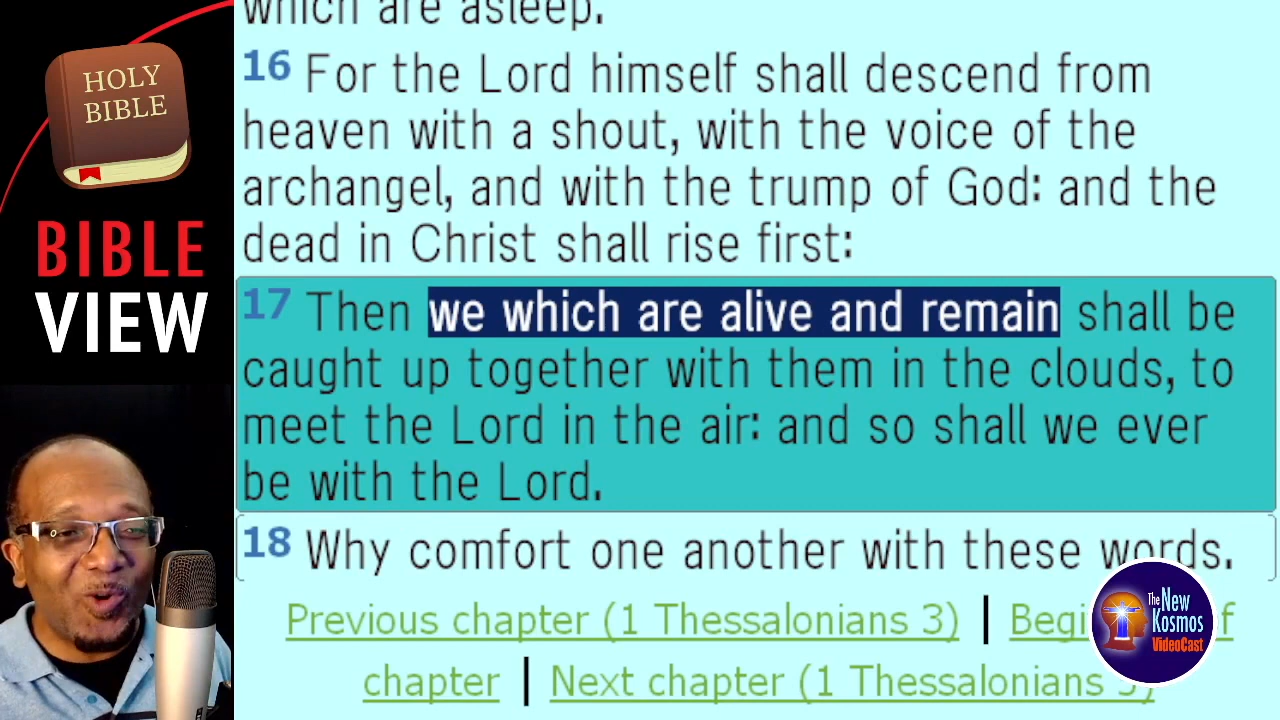 HOLY
BIBLE
BIBLE
VIEW
which are asleep.
16 For the Lord himself shall descend from
heaven with a shout, with the voice of the
archangel, and with the trump of God: and the
dead in Christ shall rise first:
17 Then we which are alive and remain shall be
caught up together with them in the clouds, to
meet the Lord in the air: and so shall we ever
be with the Lord.
18 Why comfort one another with these words.
Previous chapter (1 Thessalonians 3) | Begi f
chapter | Next chapter (1 Thessalonians 5)
The New
Kosmos
VideoCast